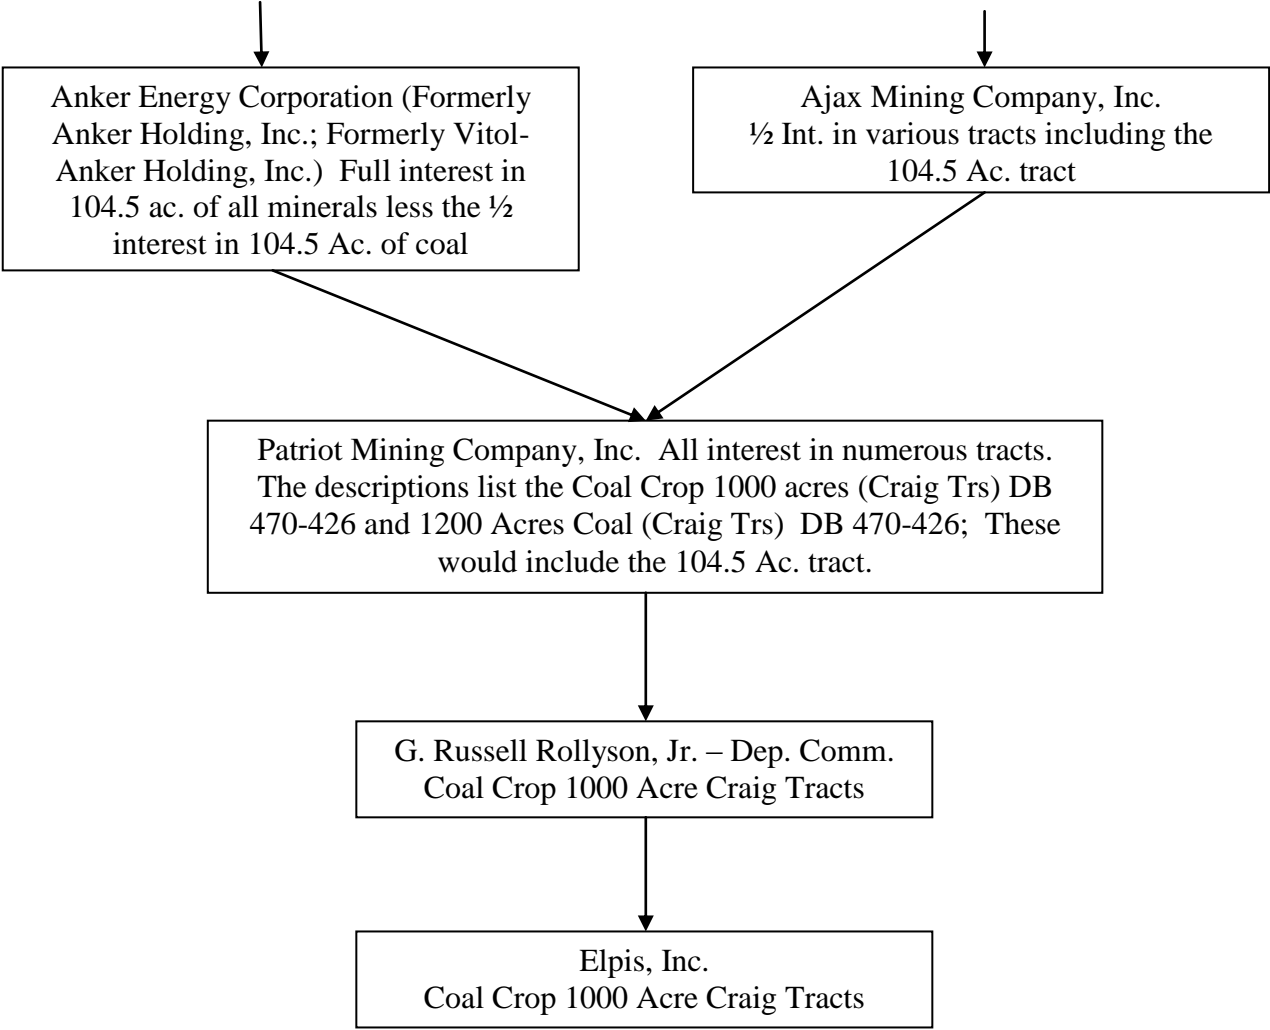 Anker Energy Corporation (Formerly
Anker Holding, Inc.; Formerly Vitol-
Anker Holding, Inc.)  Full interest in
104.5 ac. of all minerals less the ½
interest in 104.5 Ac. of coal
Ajax Mining Company, Inc.
½ Int. in various tracts including the
104.5 Ac. tract
Patriot Mining Company, Inc.  All interest in numerous tracts.
The descriptions list the Coal Crop 1000 acres (Craig Trs) DB
470-426 and 1200 Acres Coal (Craig Trs)  DB 470-426;  These
would include the 104.5 Ac. tract.
G. Russell Rollyson, Jr. – Dep. Comm.
Coal Crop 1000 Acre Craig Tracts
Elpis, Inc.
Coal Crop 1000 Acre Craig Tracts